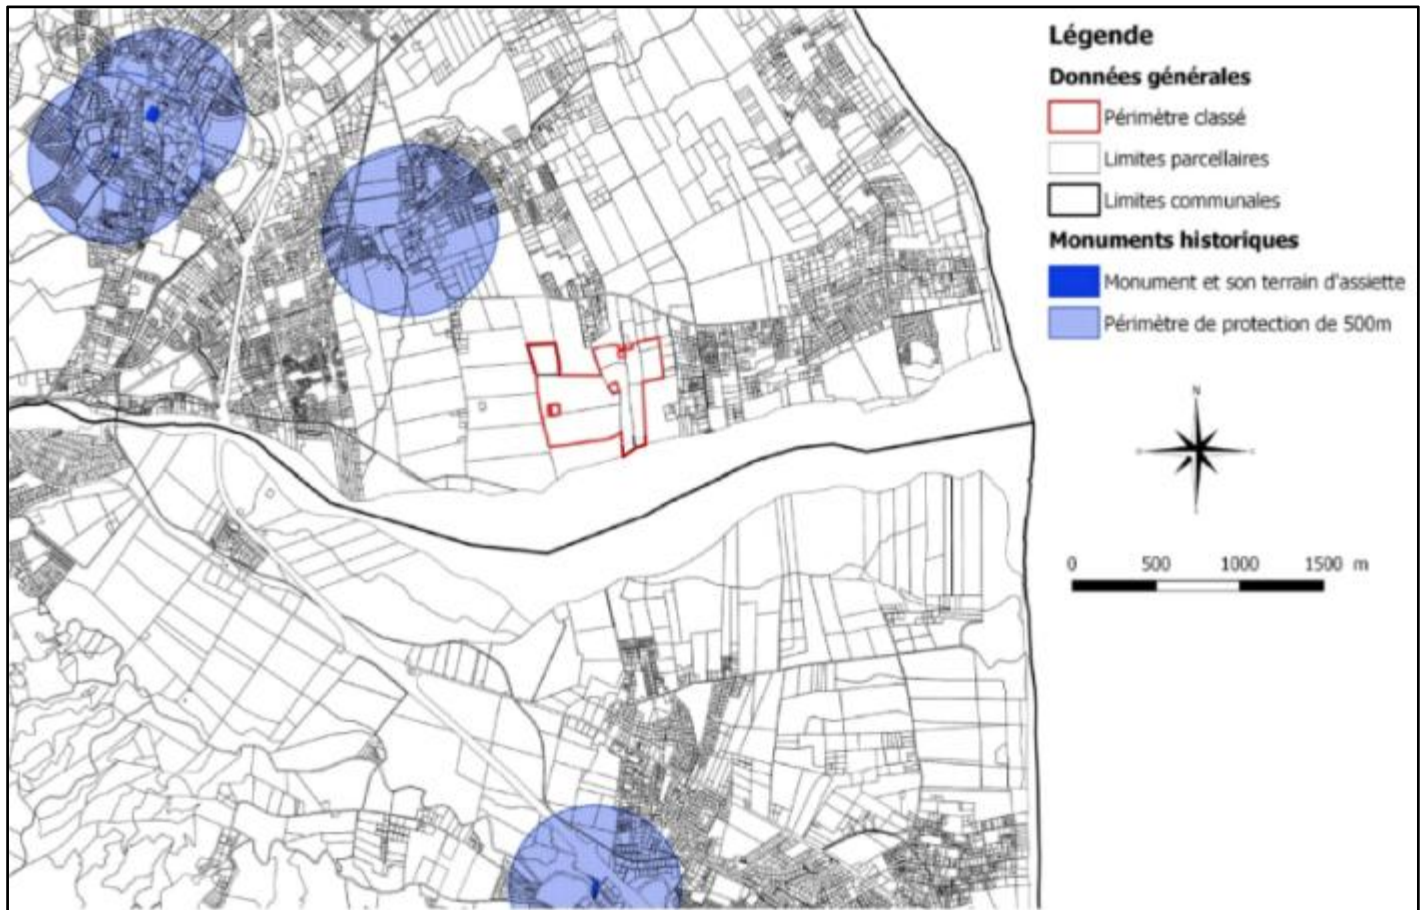 Légende
Données générales
Périmètre classé
Limites parcellaires
Limites communales
Monuments historiques
Monument et son terrain d'assiette
Périmètre de protection de 500m
N
0 500 1000 1500 m